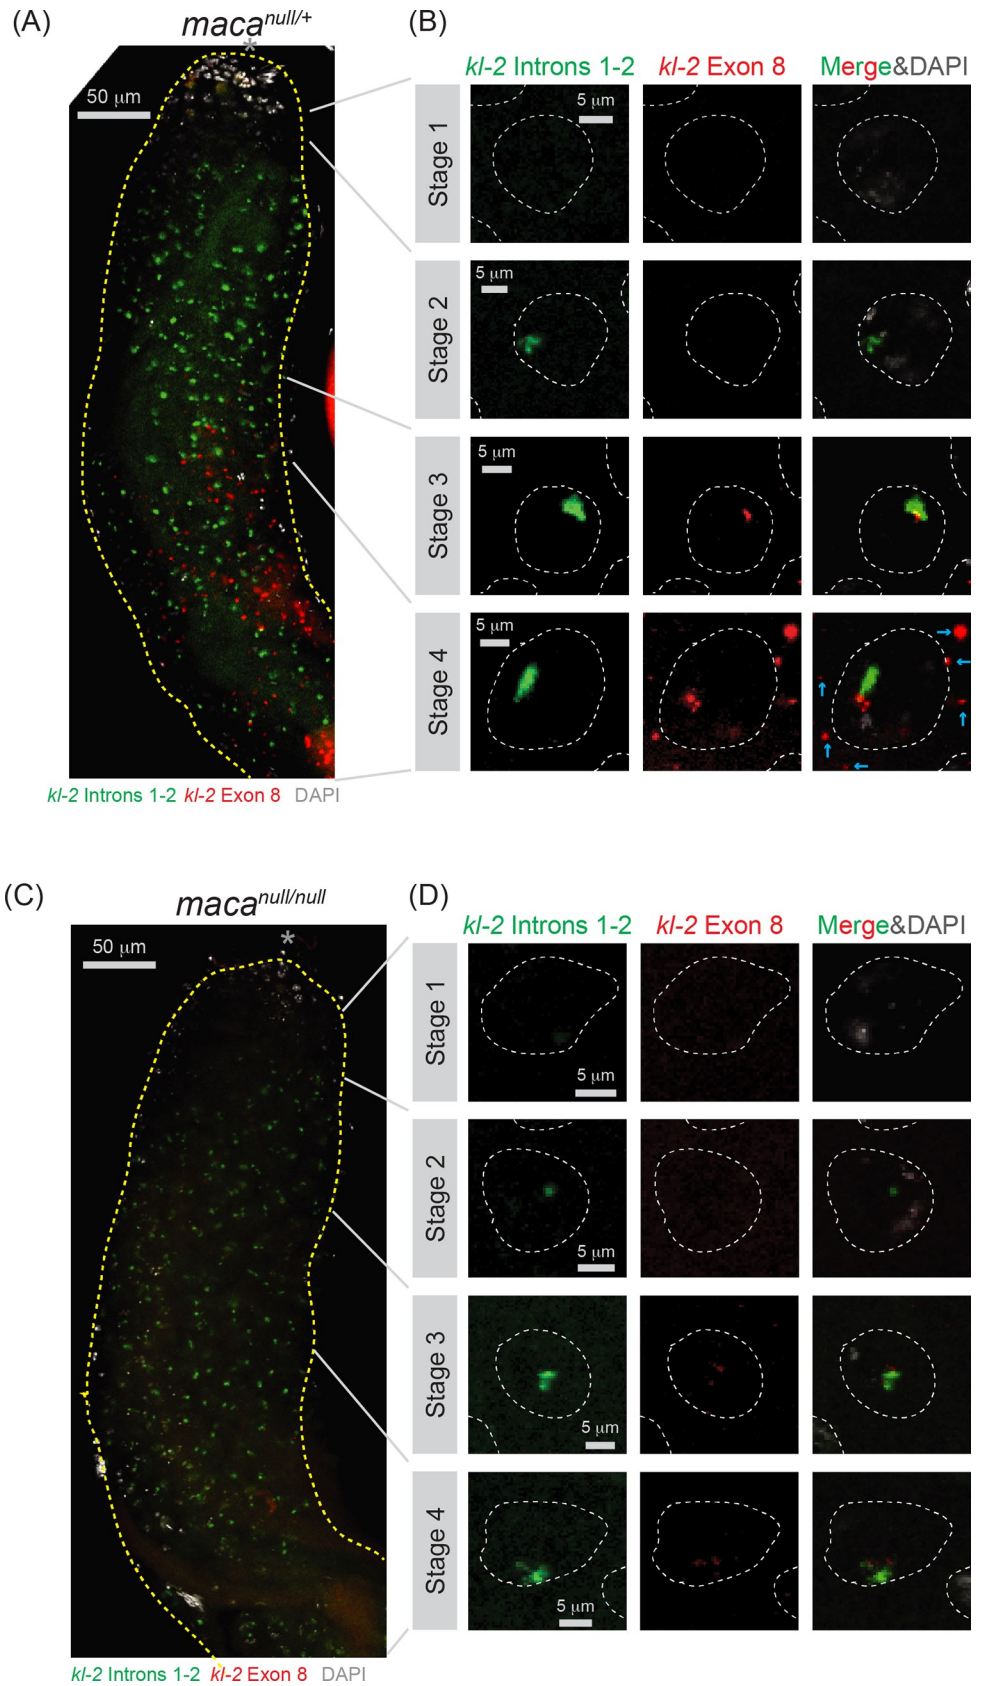 (A)
maca^null/+
*
50 μm
kl-2 Introns 1-2 kl-2 Exon 8 DAPI
(B)
kl-2 Introns 1-2 kl-2 Exon 8 Merge&DAPI
Stage 1
5 μm
Stage 2
5 μm
Stage 3
5 μm
Stage 4
5 μm
(C)
maca^null/null
*
50 μm
kl-2 Introns 1-2 kl-2 Exon 8 DAPI
(D)
kl-2 Introns 1-2 kl-2 Exon 8 Merge&DAPI
Stage 1
5 μm
Stage 2
5 μm
Stage 3
5 μm
Stage 4
5 μm